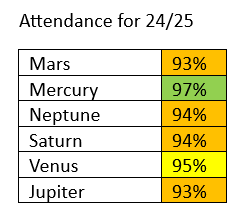 Attendance for 24/25
Mars 93%
Mercury 97%
Neptune 94%
Saturn 94%
Venus 95%
Jupiter 93%